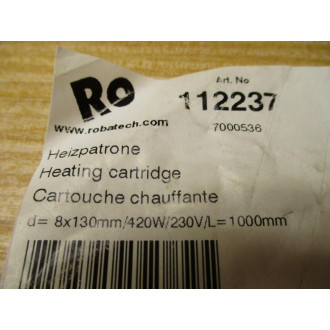 Ro
Art. No
112237
www.robatech.com
7000536
Heizpatrone
Heating cartridge
Cartouche chauffante
d= 8x130mm/420W/230V/L=1000mm